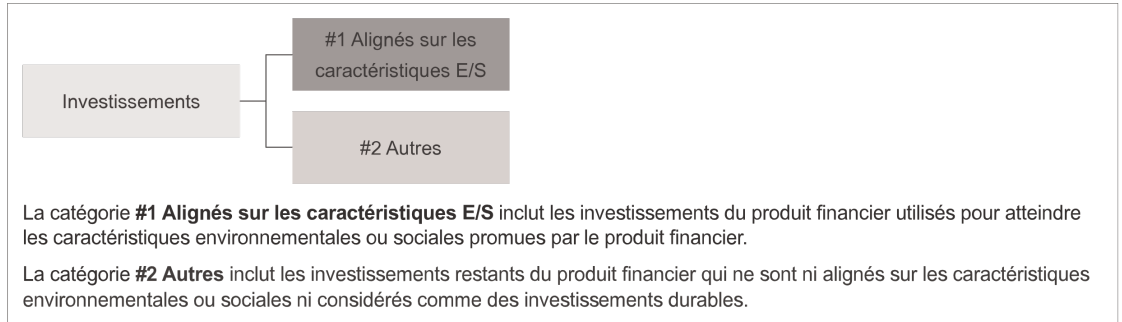 #1 Alignés sur les
caractéristiques E/S
Investissements
#2 Autres
La catégorie #1 Alignés sur les caractéristiques E/S inclut les investissements du produit financier utilisés pour atteindre
les caractéristiques environnementales ou sociales promues par le produit financier.
La catégorie #2 Autres inclut les investissements restants du produit financier qui ne sont ni alignés sur les caractéristiques
environnementales ou sociales ni considérés comme des investissements durables.